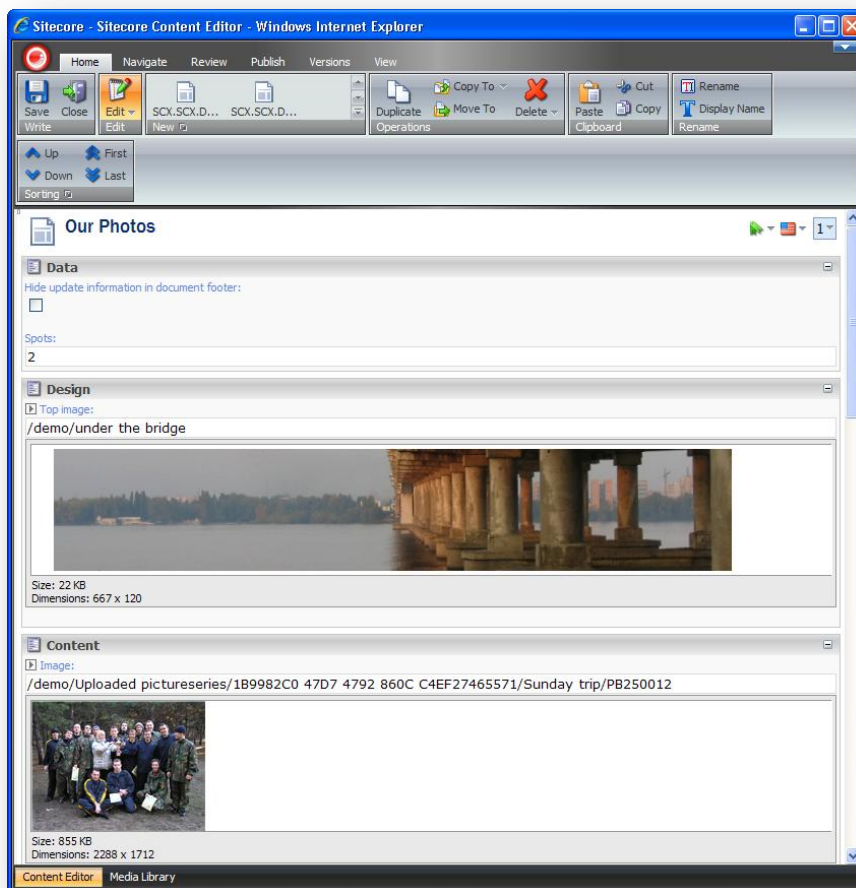 Sitecore - Sitecore Content Editor - Windows Internet Explorer
Home Navigate Review Publish Versions View
Save Close Edit SCX.SCX.D... SCX.SCX.D... Duplicate Copy To Move To Delete Paste Cut Copy Rename Display Name
Write Edit New Operations Clipboard Rename
Up First
Down Last
Sorting
Our Photos 1
Data
Hide update information in document footer:
Spots:
2
Design
Top image:
/demo/under the bridge
Size: 22 KB
Dimensions: 667 x 120
Content
Image:
/demo/Uploaded pictureseries/1B9982C0 47D7 4792 860C C4EF27465571/Sunday trip/PB250012
Size: 855 KB
Dimensions: 2288 x 1712
Content Editor Media Library